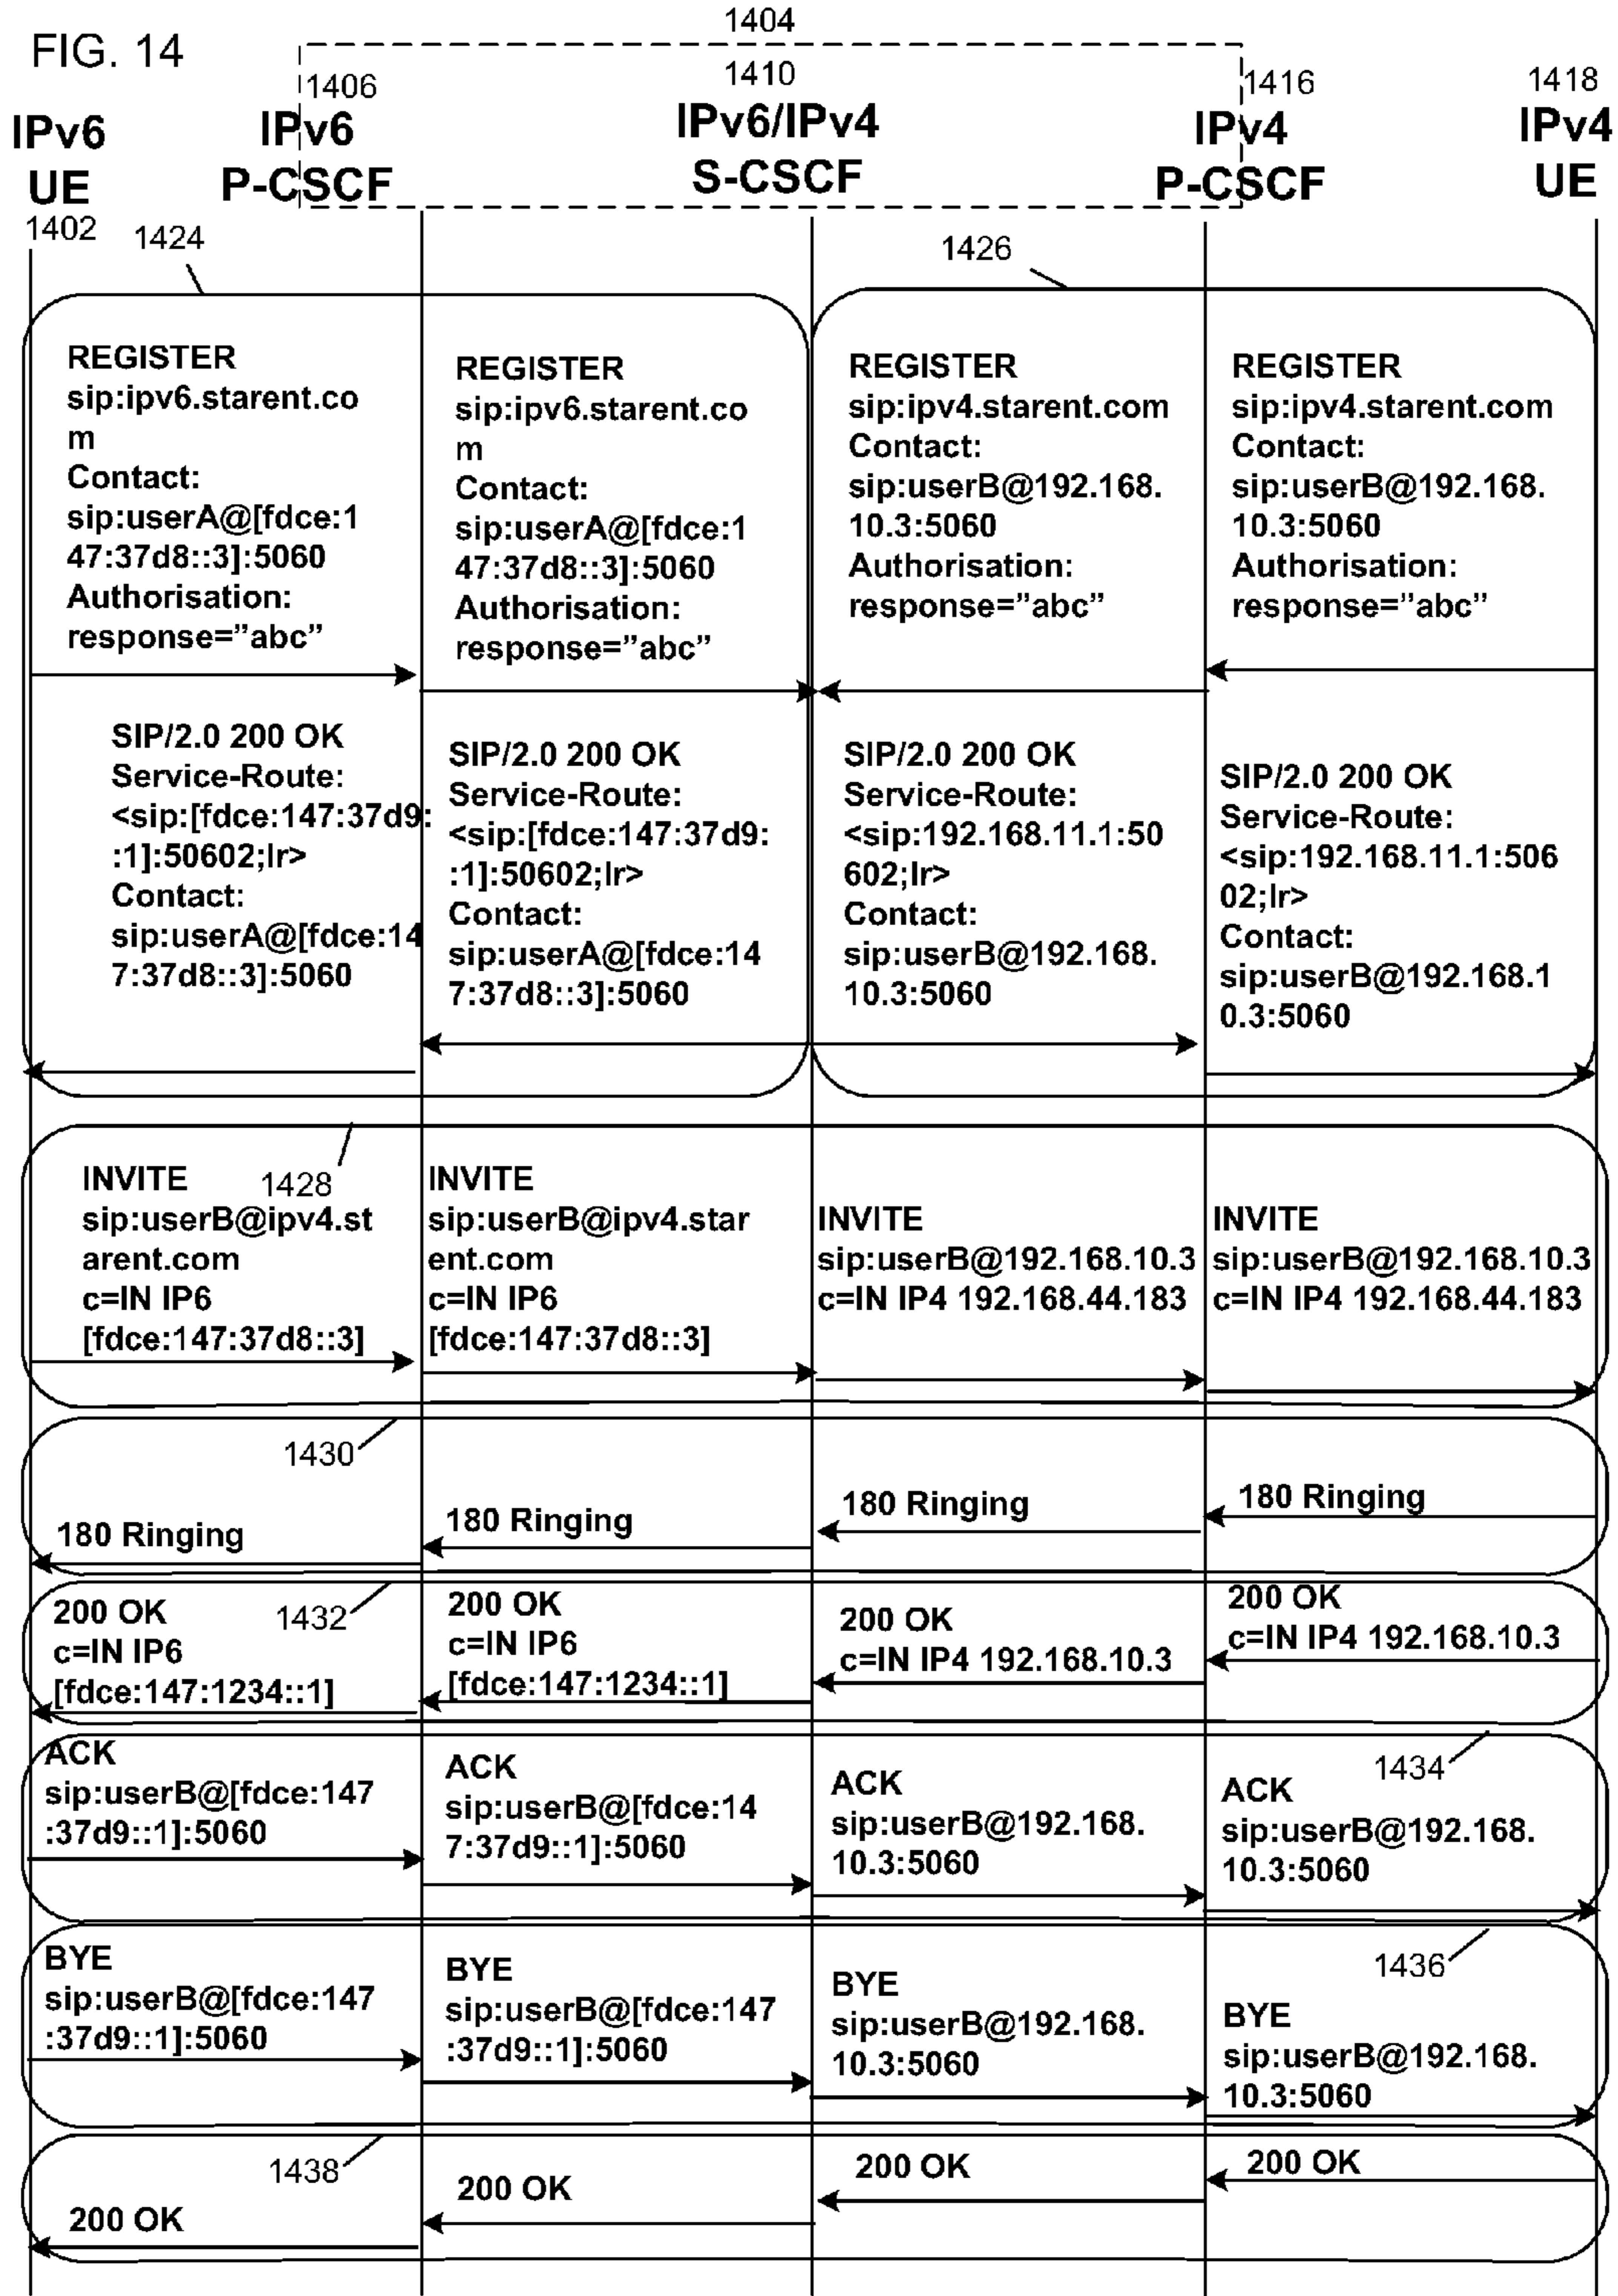 FIG. 14
1404
1406
1410
1416
1418
IPv6
UE
1402
IPv6
P-CSCF
IPv6/IPv4
S-CSCF
IPv4
P-CSCF
IPv4
UE
1424
1426
REGISTER
sip:ipv6.starent.co
m
Contact:
sip:userA@[fdce:1
47:37d8::3]:5060
Authorisation:
response=”abc”
REGISTER
sip:ipv6.starent.co
m
Contact:
sip:userA@[fdce:1
47:37d8::3]:5060
Authorisation:
response=”abc”
REGISTER
sip:ipv4.starent.com
Contact:
sip:userB@192.168.
10.3:5060
Authorisation:
response=”abc”
REGISTER
sip:ipv4.starent.com
Contact:
sip:userB@192.168.
10.3:5060
Authorisation:
response=”abc”
SIP/2.0 200 OK
Service-Route:
<sip:[fdce:147:37d9:
:1]:50602;lr>
Contact:
sip:userA@[fdce:14
7:37d8::3]:5060
SIP/2.0 200 OK
Service-Route:
<sip:[fdce:147:37d9:
:1]:50602;lr>
Contact:
sip:userA@[fdce:14
7:37d8::3]:5060
SIP/2.0 200 OK
Service-Route:
<sip:192.168.11.1:50
602;lr>
Contact:
sip:userB@192.168.
10.3:5060
SIP/2.0 200 OK
Service-Route:
<sip:192.168.11.1:506
02;lr>
Contact:
sip:userB@192.168.1
0.3:5060
1428
INVITE
sip:userB@ipv4.st
arent.com
c=IN IP6
[fdce:147:37d8::3]
INVITE
sip:userB@ipv4.star
ent.com
c=IN IP6
[fdce:147:37d8::3]
INVITE
sip:userB@192.168.10.3
c=IN IP4 192.168.44.183
INVITE
sip:userB@192.168.10.3
c=IN IP4 192.168.44.183
1430
180 Ringing
180 Ringing
180 Ringing
180 Ringing
1432
200 OK
c=IN IP6
[fdce:147:1234::1]
200 OK
c=IN IP6
[fdce:147:1234::1]
200 OK
c=IN IP4 192.168.10.3
200 OK
c=IN IP4 192.168.10.3
1434
ACK
sip:userB@[fdce:147
:37d9::1]:5060
ACK
sip:userB@[fdce:14
7:37d9::1]:5060
ACK
sip:userB@192.168.
10.3:5060
ACK
sip:userB@192.168.
10.3:5060
1436
BYE
sip:userB@[fdce:147
:37d9::1]:5060
BYE
sip:userB@[fdce:147
:37d9::1]:5060
BYE
sip:userB@192.168.
10.3:5060
BYE
sip:userB@192.168.
10.3:5060
1438
200 OK
200 OK
200 OK
200 OK